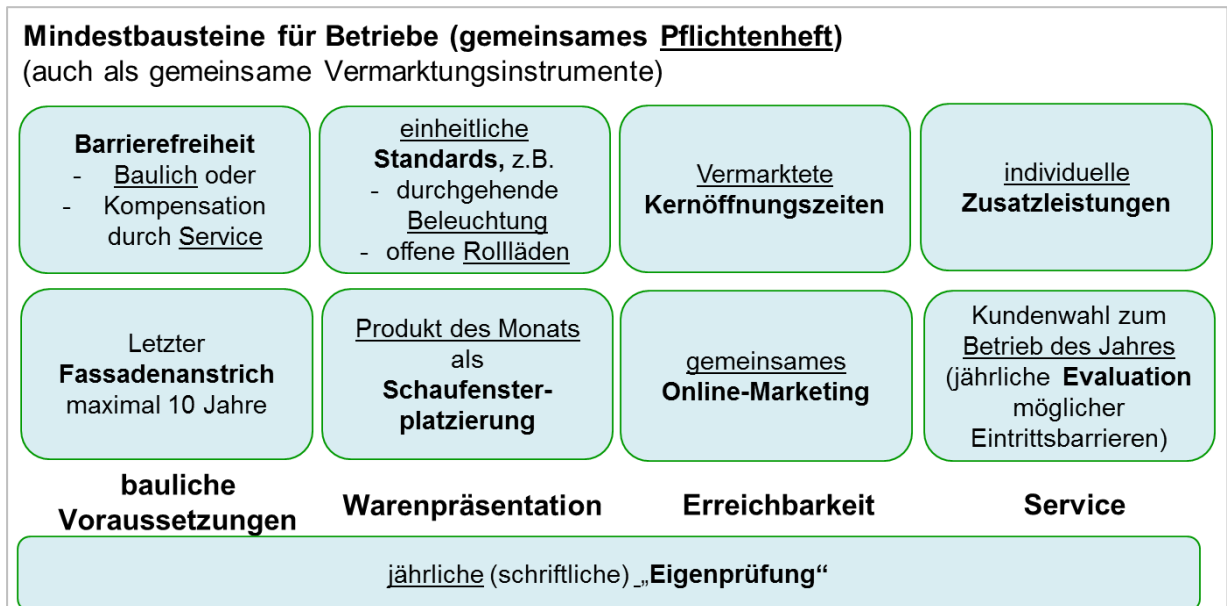 Mindestbausteine für Betriebe (gemeinsames Pflichtenheft)
(auch als gemeinsame Vermarktungsinstrumente)
Barrierefreiheit
- Baulich oder
- Kompensation
durch Service
einheitliche
Standards, z.B.
- durchgehende
Beleuchtung
- offene Rollläden
Vermarktete
Kernöffnungszeiten
individuelle
Zusatzleistungen
Letzter
Fassadenanstrich
maximal 10 Jahre
Produkt des Monats
als
Schaufenster-
platzierung
gemeinsames
Online-Marketing
Kundenwahl zum
Betrieb des Jahres
(jährliche Evaluation
möglicher
Eintrittsbarrieren)
bauliche
Voraussetzungen
Warenpräsentation
Erreichbarkeit
Service
jährliche (schriftliche) „Eigenprüfung“